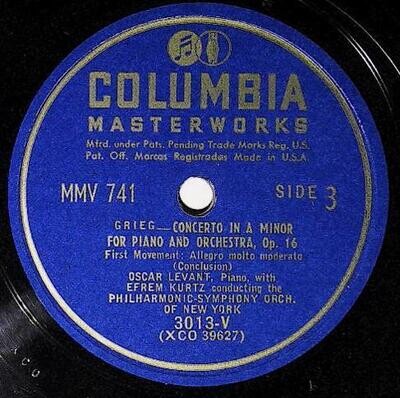 COLUMBIA
MASTERWORKS
Mfrd. under Pats. Pending Trade Marks Reg. U.S.
Pat. Off. Marcas Registradas Made in U.S.A.
MMV 741 SIDE 3
GRIEG—CONCERTO IN A MINOR
FOR PIANO AND ORCHESTRA, Op. 16
First Movement: Allegro molto moderato
(Conclusion)
OSCAR LEVANT, Piano, with
EFREM KURTZ conducting the
PHILHARMONIC-SYMPHONY ORCH.
OF NEW YORK
3013-V
(XCO 39627)
XCO